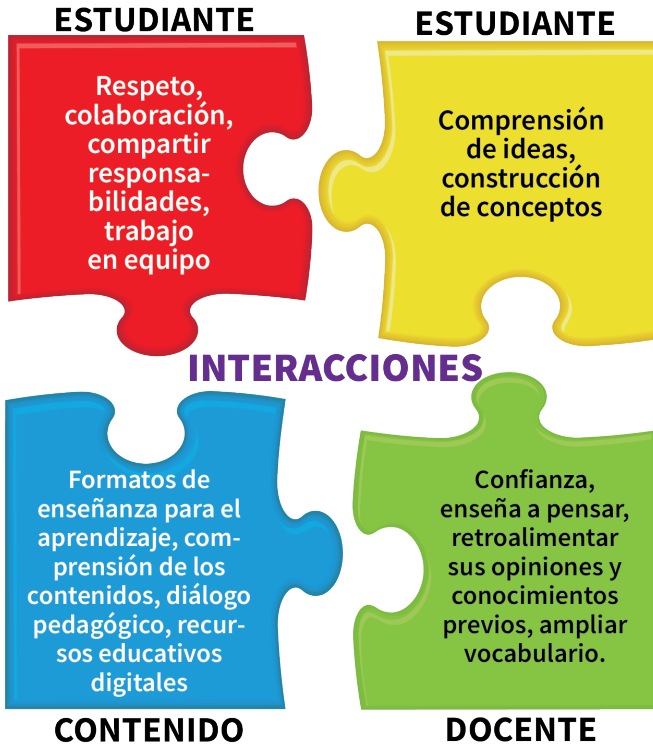 ESTUDIANTE
Respeto,
colaboración,
compartir
responsa-
bilidades,
trabajo
en equipo
ESTUDIANTE
Comprensión
de ideas,
construcción
de conceptos
INTERACCIONES
Formatos de
enseñanza para el
aprendizaje, com-
prensión de los
contenidos, diálogo
pedagógico, recur-
sos educativos
digitales
CONTENIDO
Confianza,
enseña a pensar,
retroalimentar
sus opiniones y
conocimientos
previos, ampliar
vocabulario.
DOCENTE